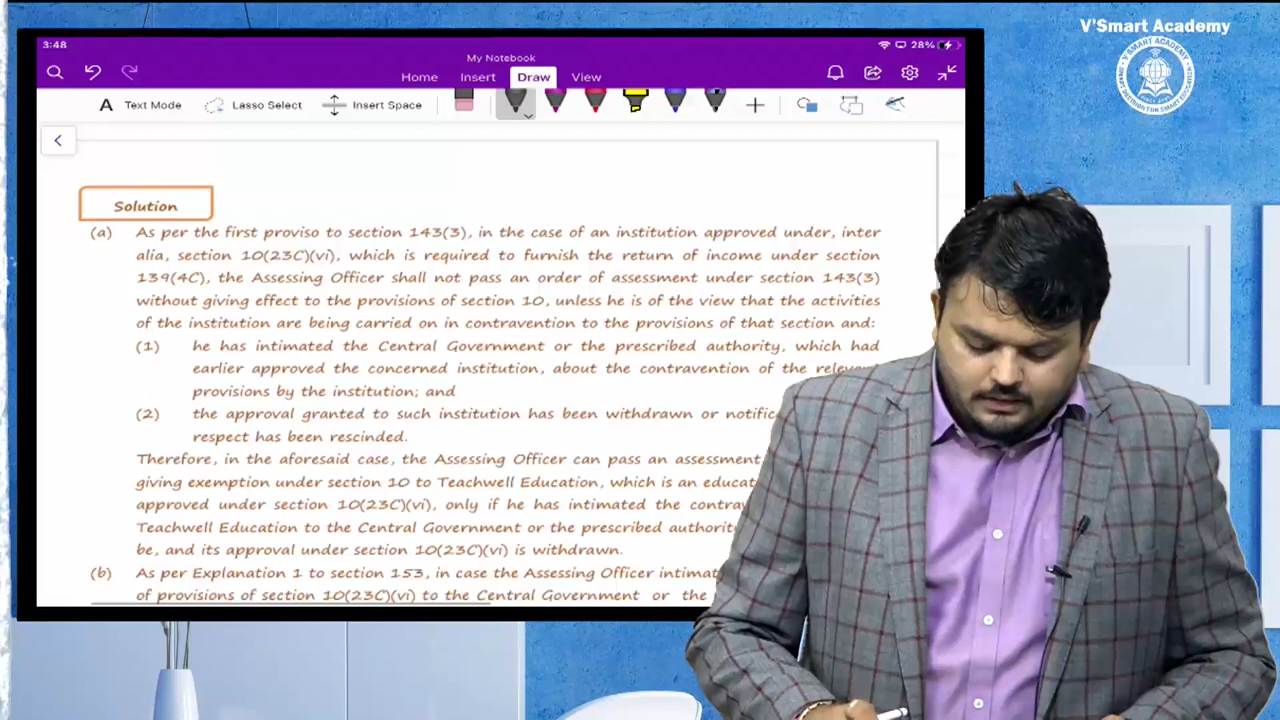 V'Smart Academy
3:48
28%
My Notebook
Home Insert Draw View
Text Mode Lasso Select Insert Space
Solution
(a) As per the first proviso to section 143(3), in the case of an institution approved under, inter
alia, section 10(23C)(vi), which is required to furnish the return of income under section
139(4C), the Assessing Officer shall not pass an order of assessment under section 143(3)
without giving effect to the provisions of section 10, unless he is of the view that the activities
of the institution are being carried on in contravention to the provisions of that section and:
(1) he has intimated the Central Government or the prescribed authority, which had
earlier approved the concerned institution, about the contravention of the
provisions by the institution; and
(2) the approval granted to such institution has been withdrawn or
respect has been rescinded.
Therefore, in the aforesaid case, the Assessing Officer can pass an assessment
giving exemption under section 10 to Teachwell Education, which is an
approved under section 10(23C)(vi), only if he has intimated the
Teachwell Education to the Central Government or the prescribed
be, and its approval under section 10(23C)(vi) is withdrawn.
(b) As per Explanation 1 to section 153, in case the Assessing Officer
of provisions of section 10(23C)(vi) to the Central Government or the